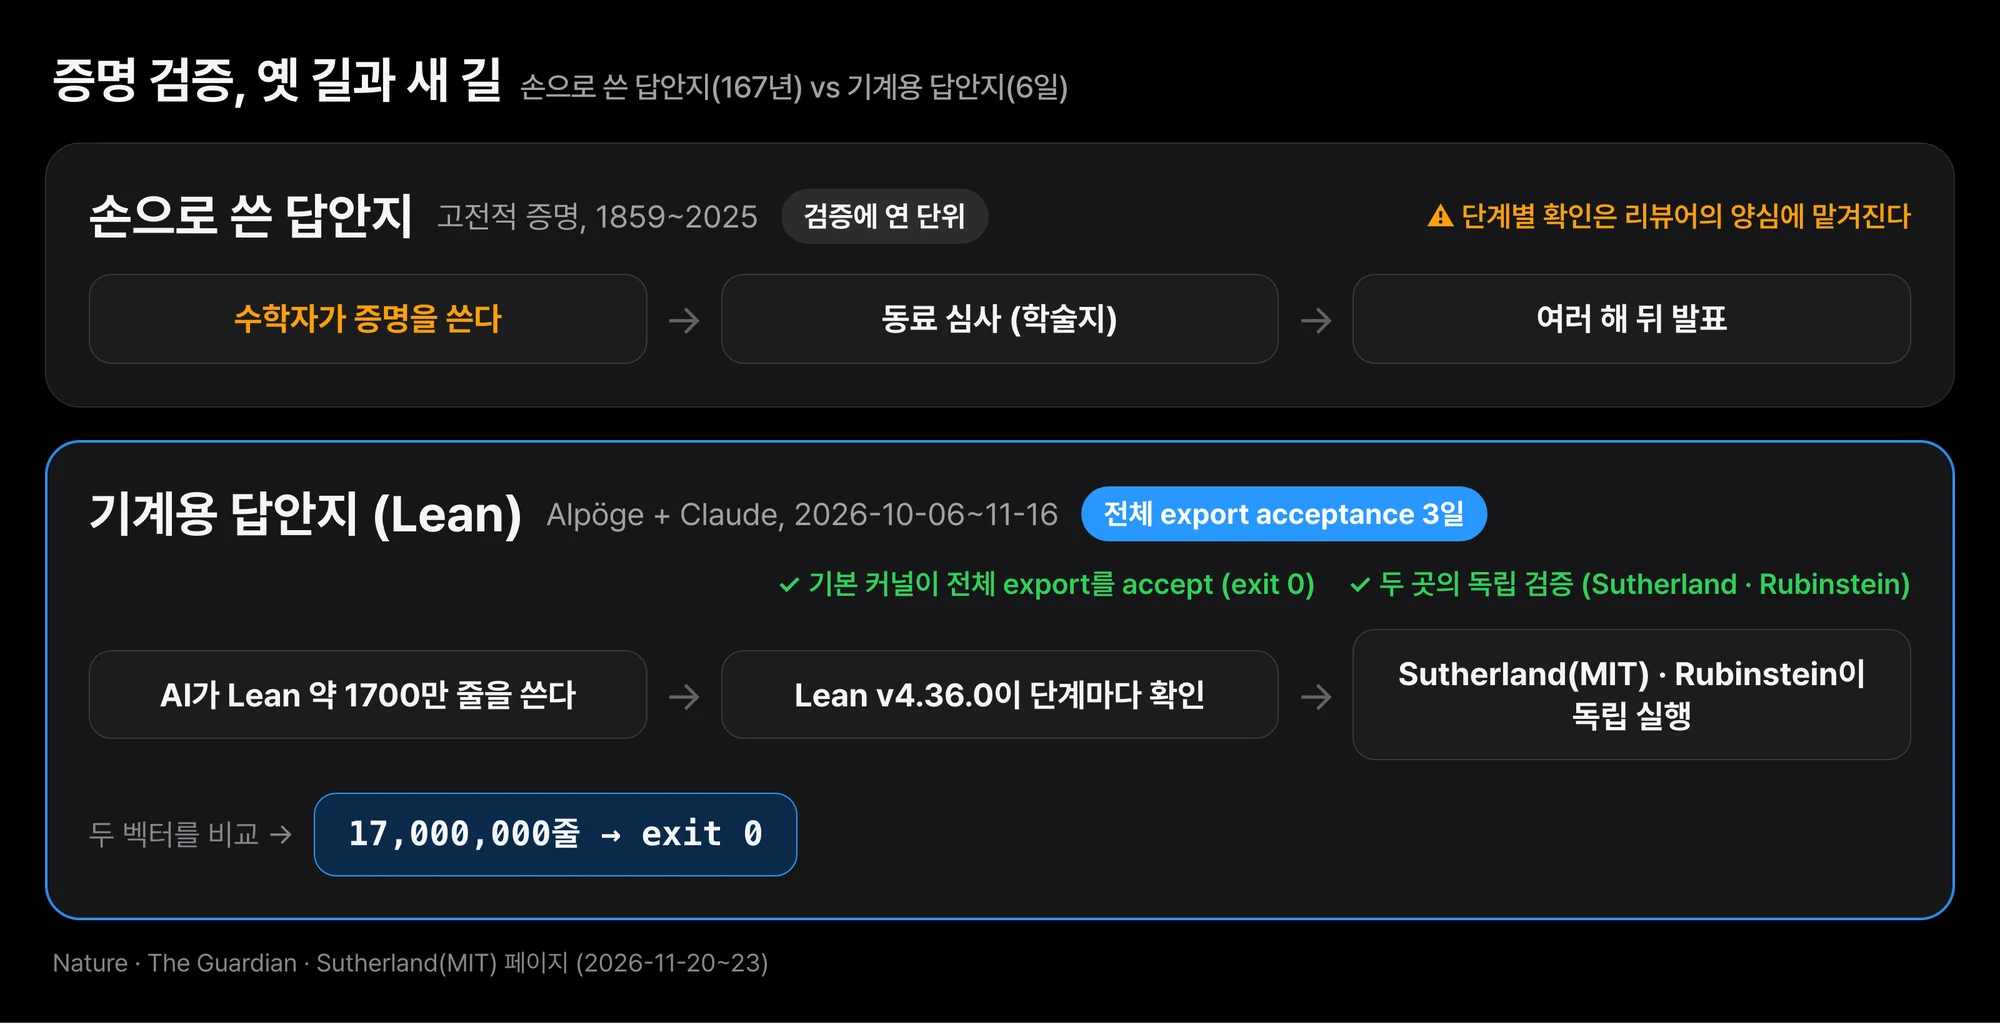 증명 검증, 옛 길과 새 길 손으로 쓴 답안지(167년) vs 기계용 답안지(6일)
손으로 쓴 답안지 고전적 증명, 1859~2025 검증에 연 단위 ⚠ 단계별 확인은 리뷰어의 양심에 맡겨진다
수학자가 증명을 쓴다 → 동료 심사 (학술지) → 여러 해 뒤 발표
기계용 답안지 (Lean) Alpöge + Claude, 2026-10-06~11-16 전체 export acceptance 3일
✓ 기본 커널이 전체 export를 accept (exit 0) ✓ 두 곳의 독립 검증 (Sutherland · Rubinstein)
AI가 Lean 약 1700만 줄을 쓴다 → Lean v4.36.0이 단계마다 확인 → Sutherland(MIT) · Rubinstein이
독립 실행
두 벡터를 비교 → 17,000,000줄 → exit 0
Nature · The Guardian · Sutherland(MIT) 페이지 (2026-11-20~23)